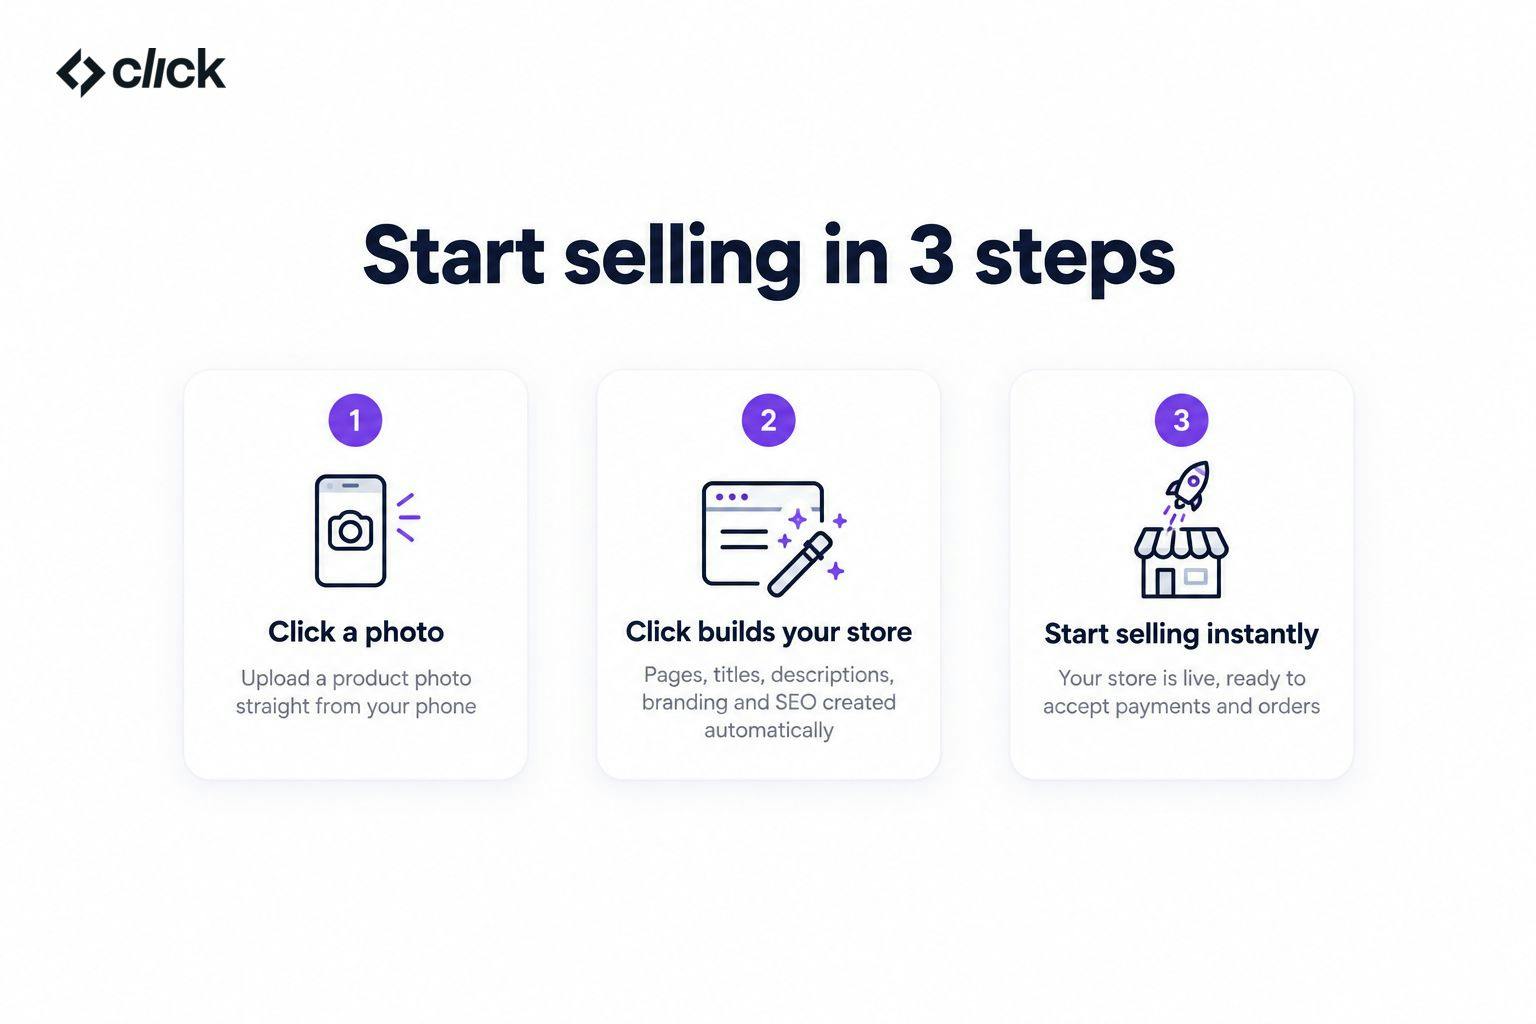 click
Start selling in 3 steps
1
Click a photo
Upload a product photo
straight from your phone
2
Click builds your store
Pages, titles, descriptions,
branding and SEO created
automatically
3
Start selling instantly
Your store is live, ready to
accept payments and orders